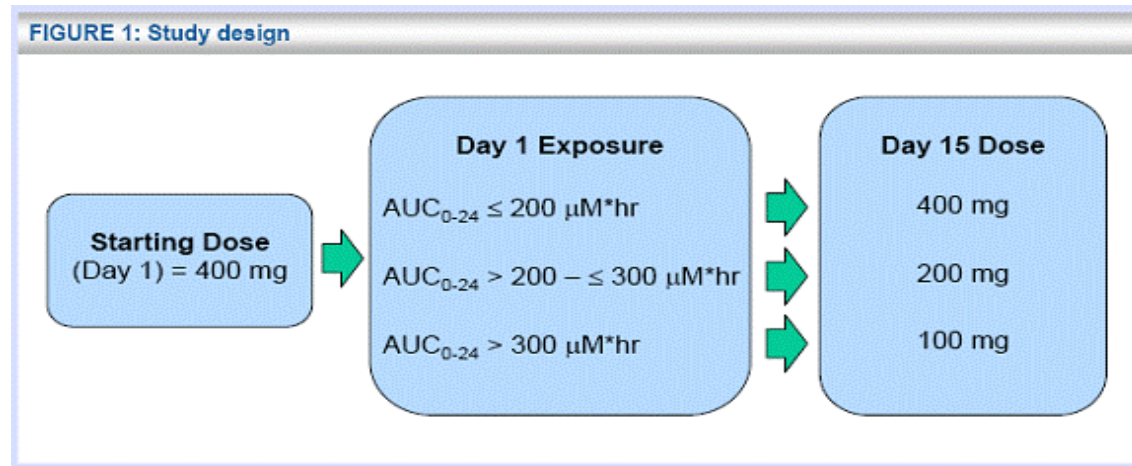 FIGURE 1: Study design
Starting Dose
(Day 1) = 400 mg
Day 1 Exposure
AUC₀₋₂₄ ≤ 200 µM*hr
AUC₀₋₂₄ > 200 – ≤ 300 µM*hr
AUC₀₋₂₄ > 300 µM*hr
Day 15 Dose
400 mg
200 mg
100 mg